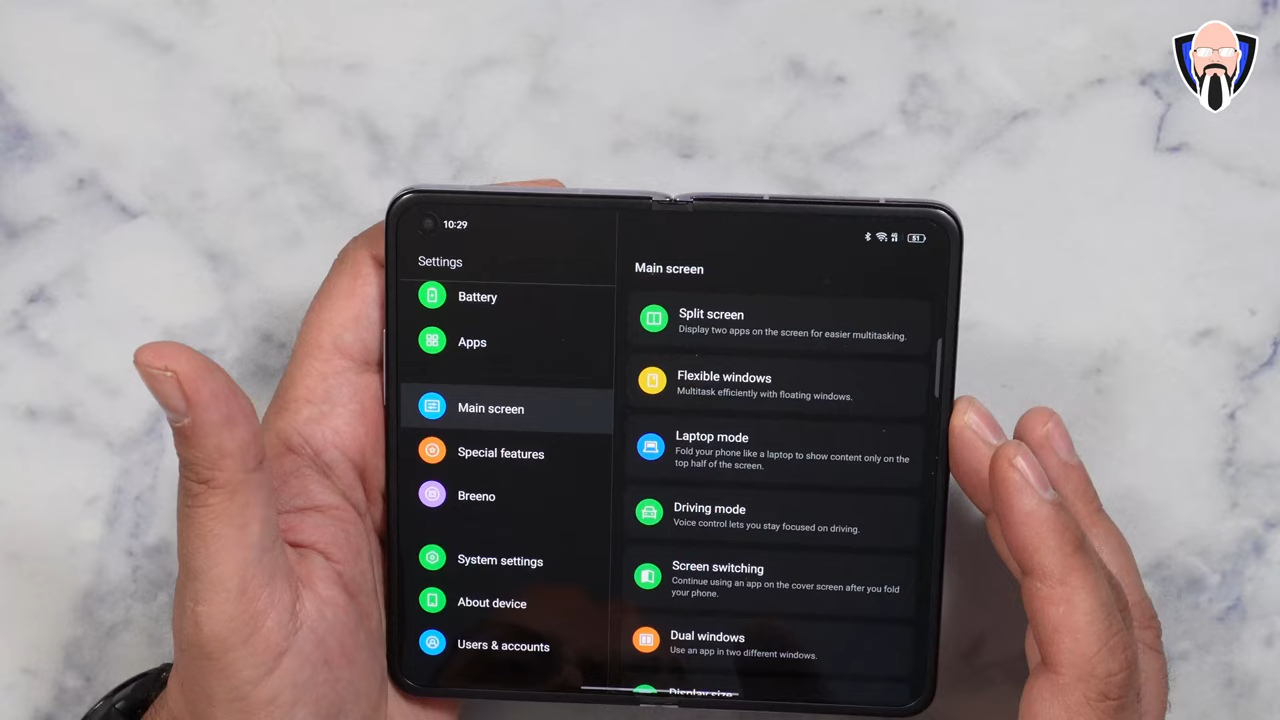 10:29
51
Settings
Battery
Apps
Main screen
Special features
Breeno
System settings
About device
Users & accounts
Main screen
Split screen
Display two apps on the screen for easier multitasking.
Flexible windows
Multitask efficiently with floating windows.
Laptop mode
Fold your phone like a laptop to show content only on the
top half of the screen.
Driving mode
Voice control lets you stay focused on driving.
Screen switching
Continue using an app on the cover screen after you fold
your phone.
Dual windows
Use an app in two different windows.
Display size